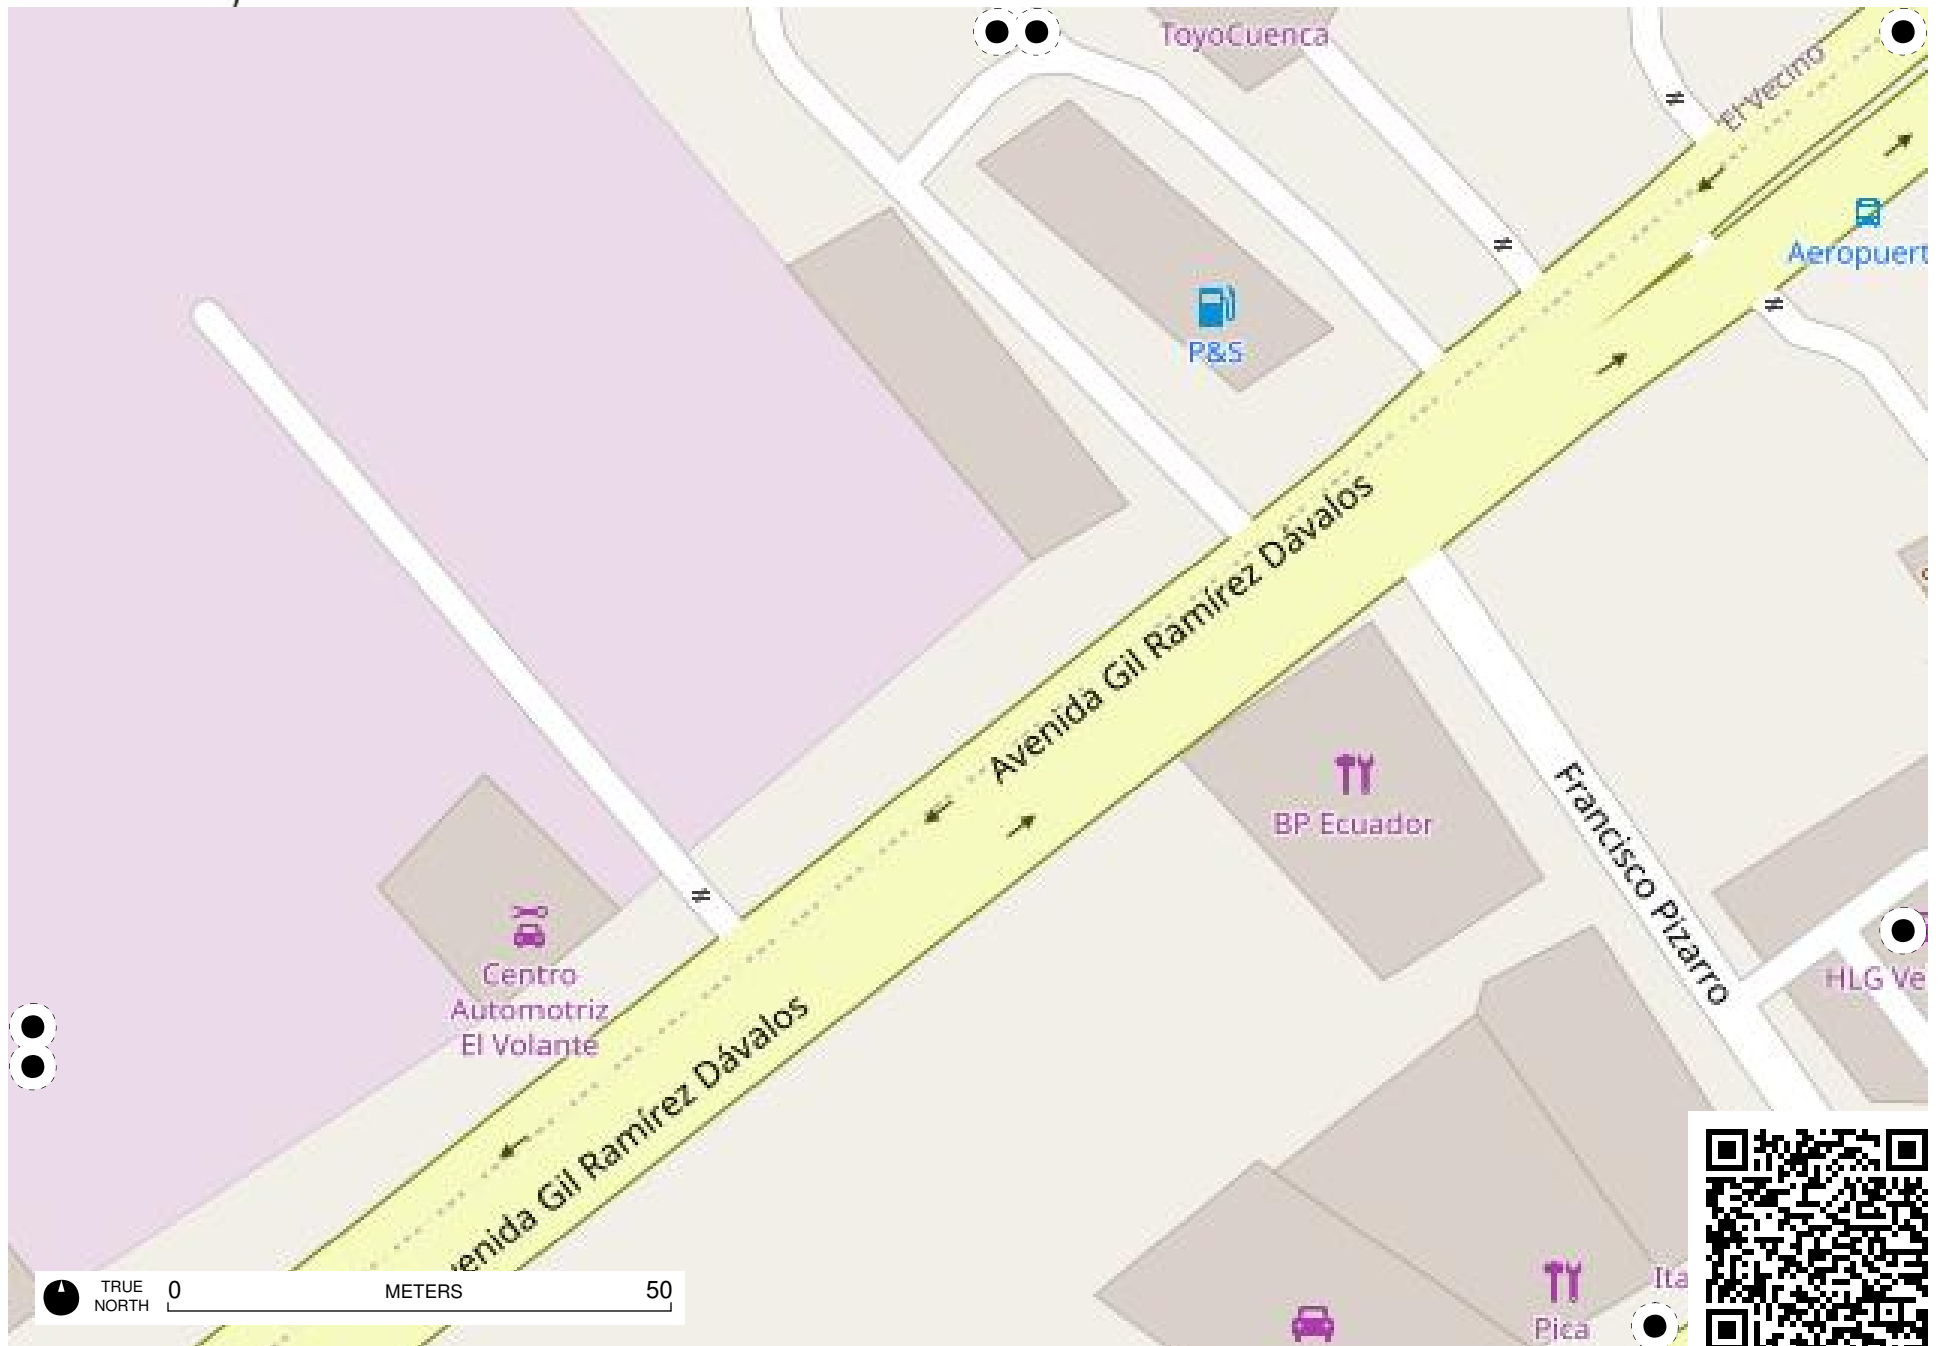 ToyoCuenca
El Vecino
Aeropuert
P&S
Avenida Gil Ramírez Dávalos
BP Ecuador
Francisco Pizarro
HLG Ve
Centro
Automotriz
El Volante
venida Gil Ramírez Dávalos
TRUE
NORTH
0
METERS
50
Ita
Pica